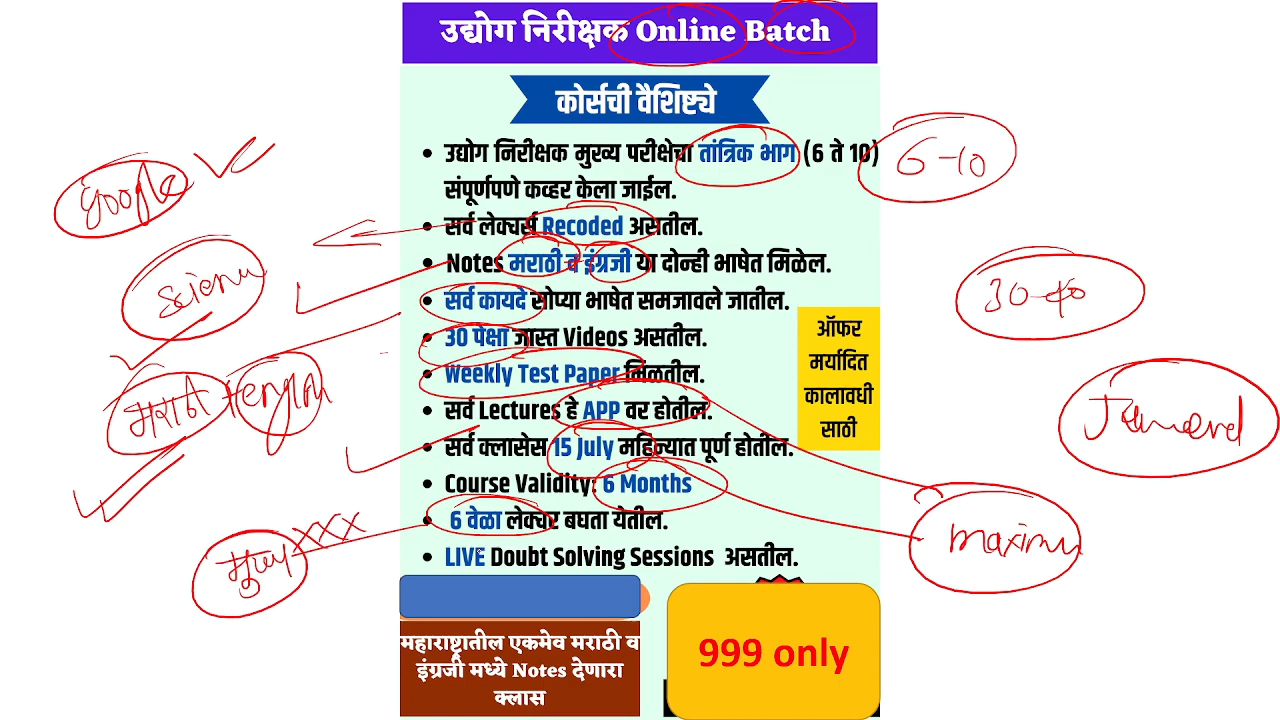 उद्योग निरीक्षक Online Batch
कोर्सची वैशिष्ट्ये
• उद्योग निरीक्षक मुख्य परीक्षेचा तांत्रिक भाग (6 ते 10)
संपूर्णपणे कव्हर केला जाईल.
• सर्व लेक्चर्स Recoded असतील.
• Notes मराठी व इंग्रजी या दोन्ही भाषेत मिळेल.
• सर्व कायदे सोप्या भाषेत समजावले जातील.
• 30 पेक्षा जास्त Videos असतील.
• Weekly Test Paper मिळतील.
• सर्व Lectures हे APP वर होतील.
• सर्व क्लासेस 15 July महिन्यात पूर्ण होतील.
• Course Validity: 6 Months
• 6 वेळा लेक्चर बघता येतील.
• LIVE Doubt Solving Sessions असतील.
ऑफर
मर्यादित
कालावधी
साठी
महाराष्ट्रातील एकमेव मराठी व
इंग्रजी मध्ये Notes देणारा
क्लास
999 only
Google
मराठी +
6-10
30-40